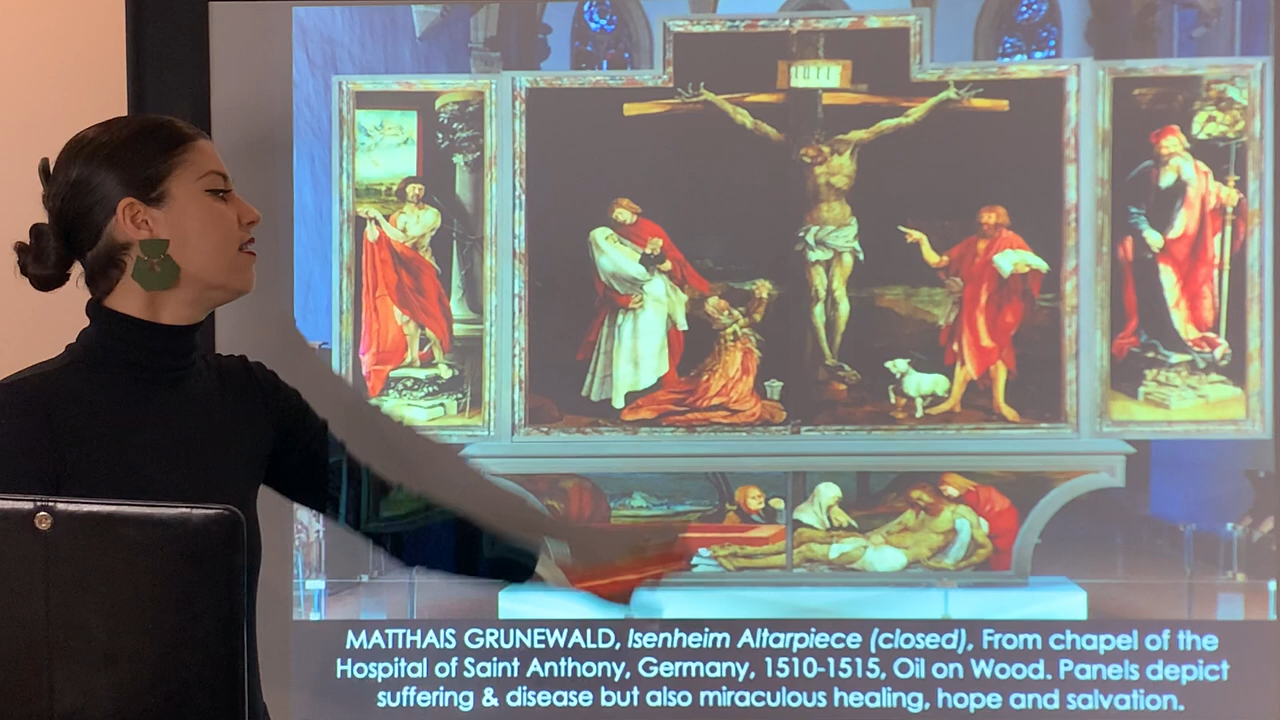 MATTHAIS GRUNEWALD, Isenheim Altarpiece (closed), From chapel of the
Hospital of Saint Anthony, Germany, 1510-1515, Oil on Wood. Panels depict
suffering & disease but also miraculous healing, hope and salvation.